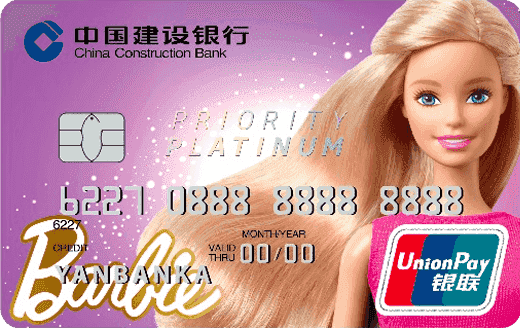 中国建设银行
China Construction Bank
PRIORITY
PLATINUM
6227 0888 8888 8888
6227
MONTH/YEAR
CREDIT
VALID
THRU
00/00
YANBANKA
Barbie
UnionPay
银联